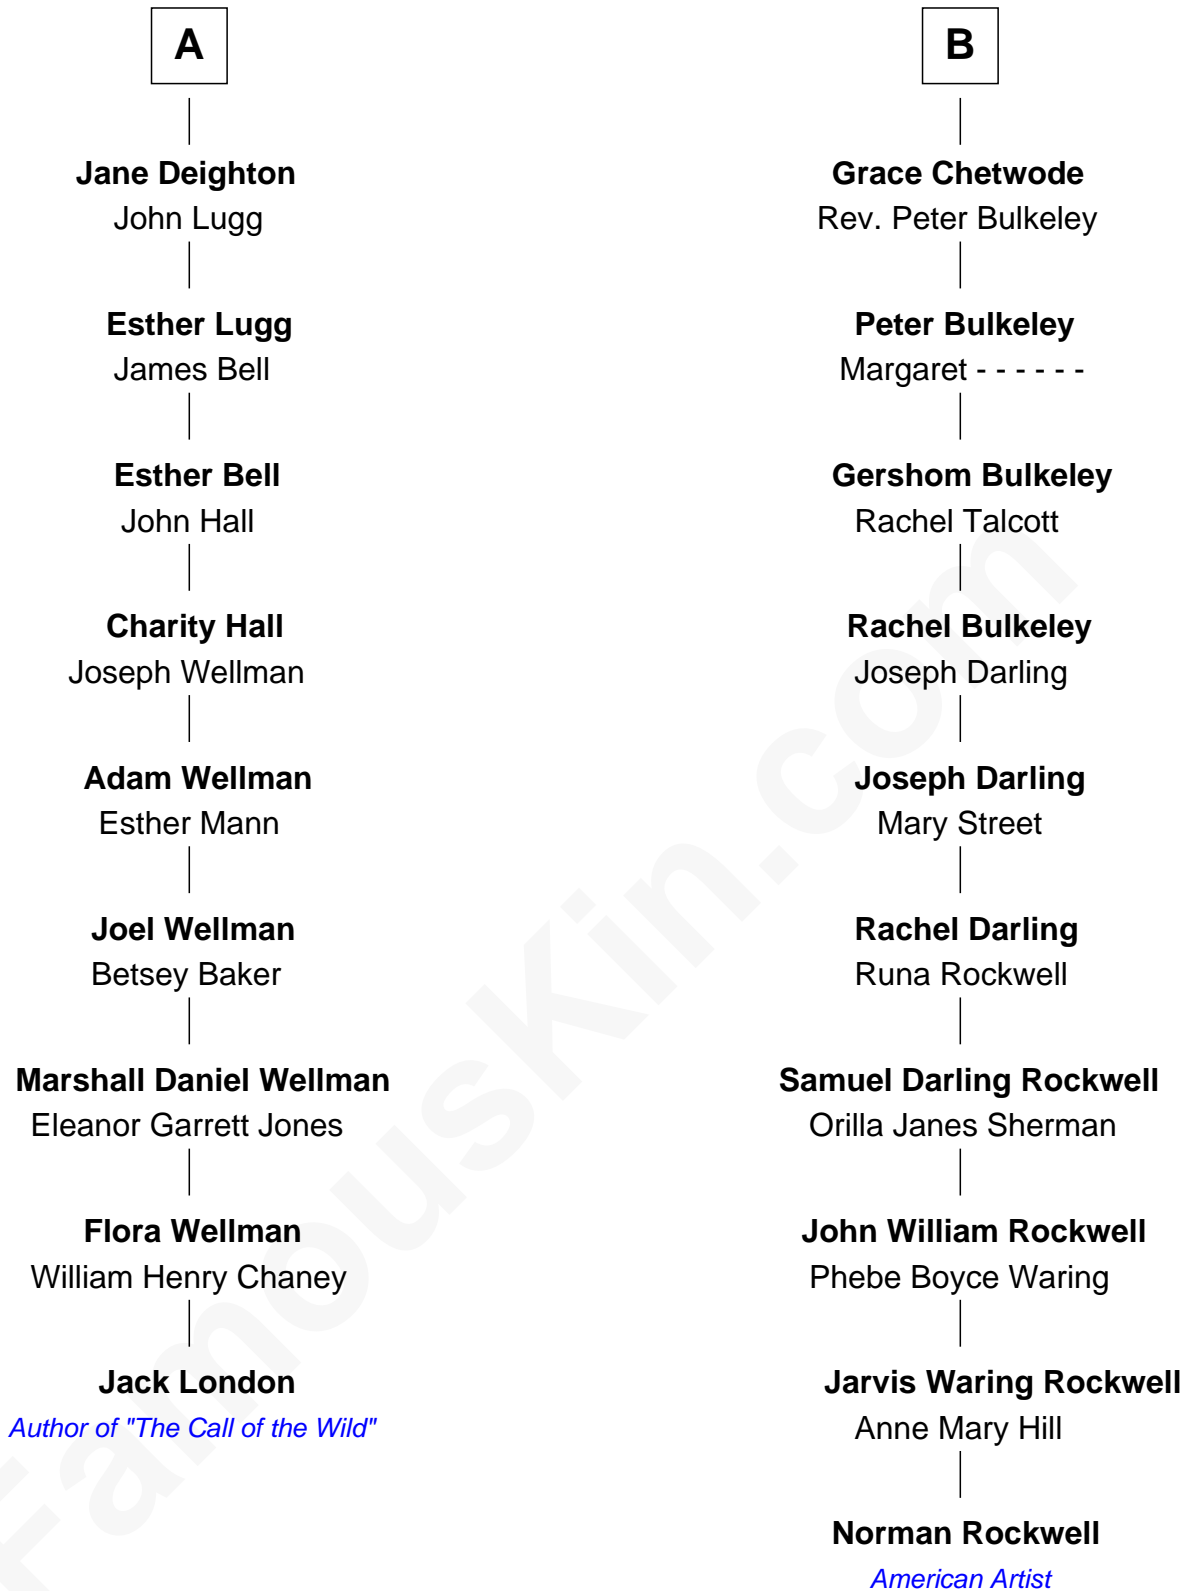 A
Jane Deighton
John Lugg
Esther Lugg
James Bell
Esther Bell
John Hall
Charity Hall
Joseph Wellman
Adam Wellman
Esther Mann
Joel Wellman
Betsey Baker
Marshall Daniel Wellman
Eleanor Garrett Jones
Flora Wellman
William Henry Chaney
Jack London
Author of "The Call of the Wild"
B
Grace Chetwode
Rev. Peter Bulkeley
Peter Bulkeley
Margaret - - - - - -
Gershom Bulkeley
Rachel Talcott
Rachel Bulkeley
Joseph Darling
Joseph Darling
Mary Street
Rachel Darling
Runa Rockwell
Samuel Darling Rockwell
Orilla Janes Sherman
John William Rockwell
Phebe Boyce Waring
Jarvis Waring Rockwell
Anne Mary Hill
Norman Rockwell
American Artist
FamousKin.com